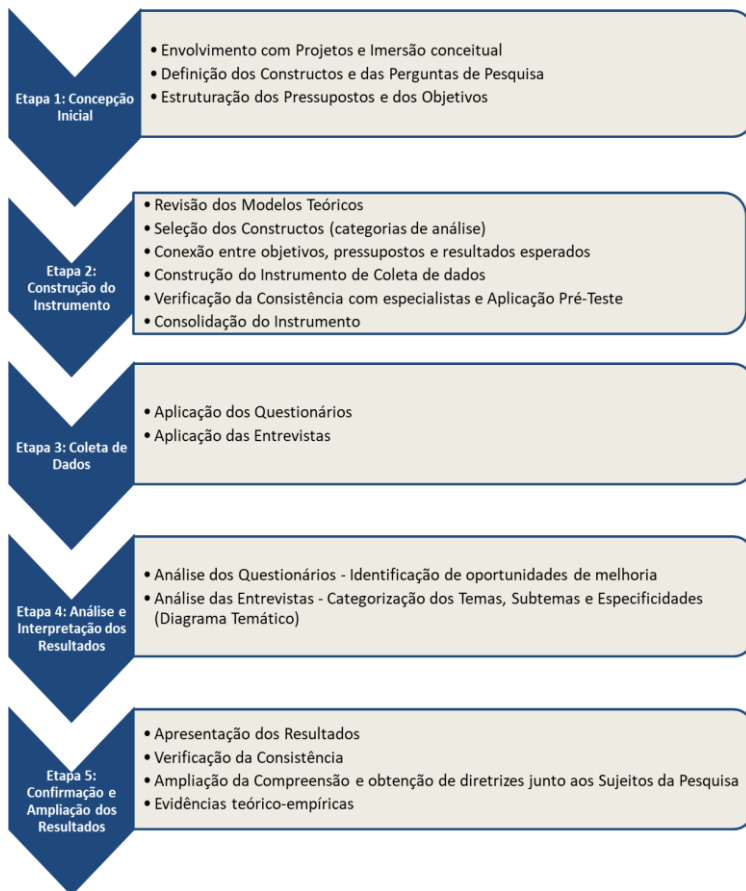 Etapa 1: Concepção
Inicial
• Envolvimento com Projetos e Imersão conceitual
• Definição dos Constructos e das Perguntas de Pesquisa
• Estruturação dos Pressupostos e dos Objetivos
Etapa 2:
Construção do
Instrumento
• Revisão dos Modelos Teóricos
• Seleção dos Constructos (categorias de análise)
• Conexão entre objetivos, pressupostos e resultados esperados
• Construção do Instrumento de Coleta de dados
• Verificação da Consistência com especialistas e Aplicação Pré-Teste
• Consolidação do Instrumento
Etapa 3: Coleta de
Dados
• Aplicação dos Questionários
• Aplicação das Entrevistas
Etapa 4: Análise e
Interpretação dos
Resultados
• Análise dos Questionários - Identificação de oportunidades de melhoria
• Análise das Entrevistas - Categorização dos Temas, Subtemas e Especificidades
(Diagrama Temático)
Etapa 5:
Confirmação e
Ampliação dos
Resultados
• Apresentação dos Resultados
• Verificação da Consistência
• Ampliação da Compreensão e obtenção de diretrizes junto aos Sujeitos da Pesquisa
• Evidências teórico-empíricas